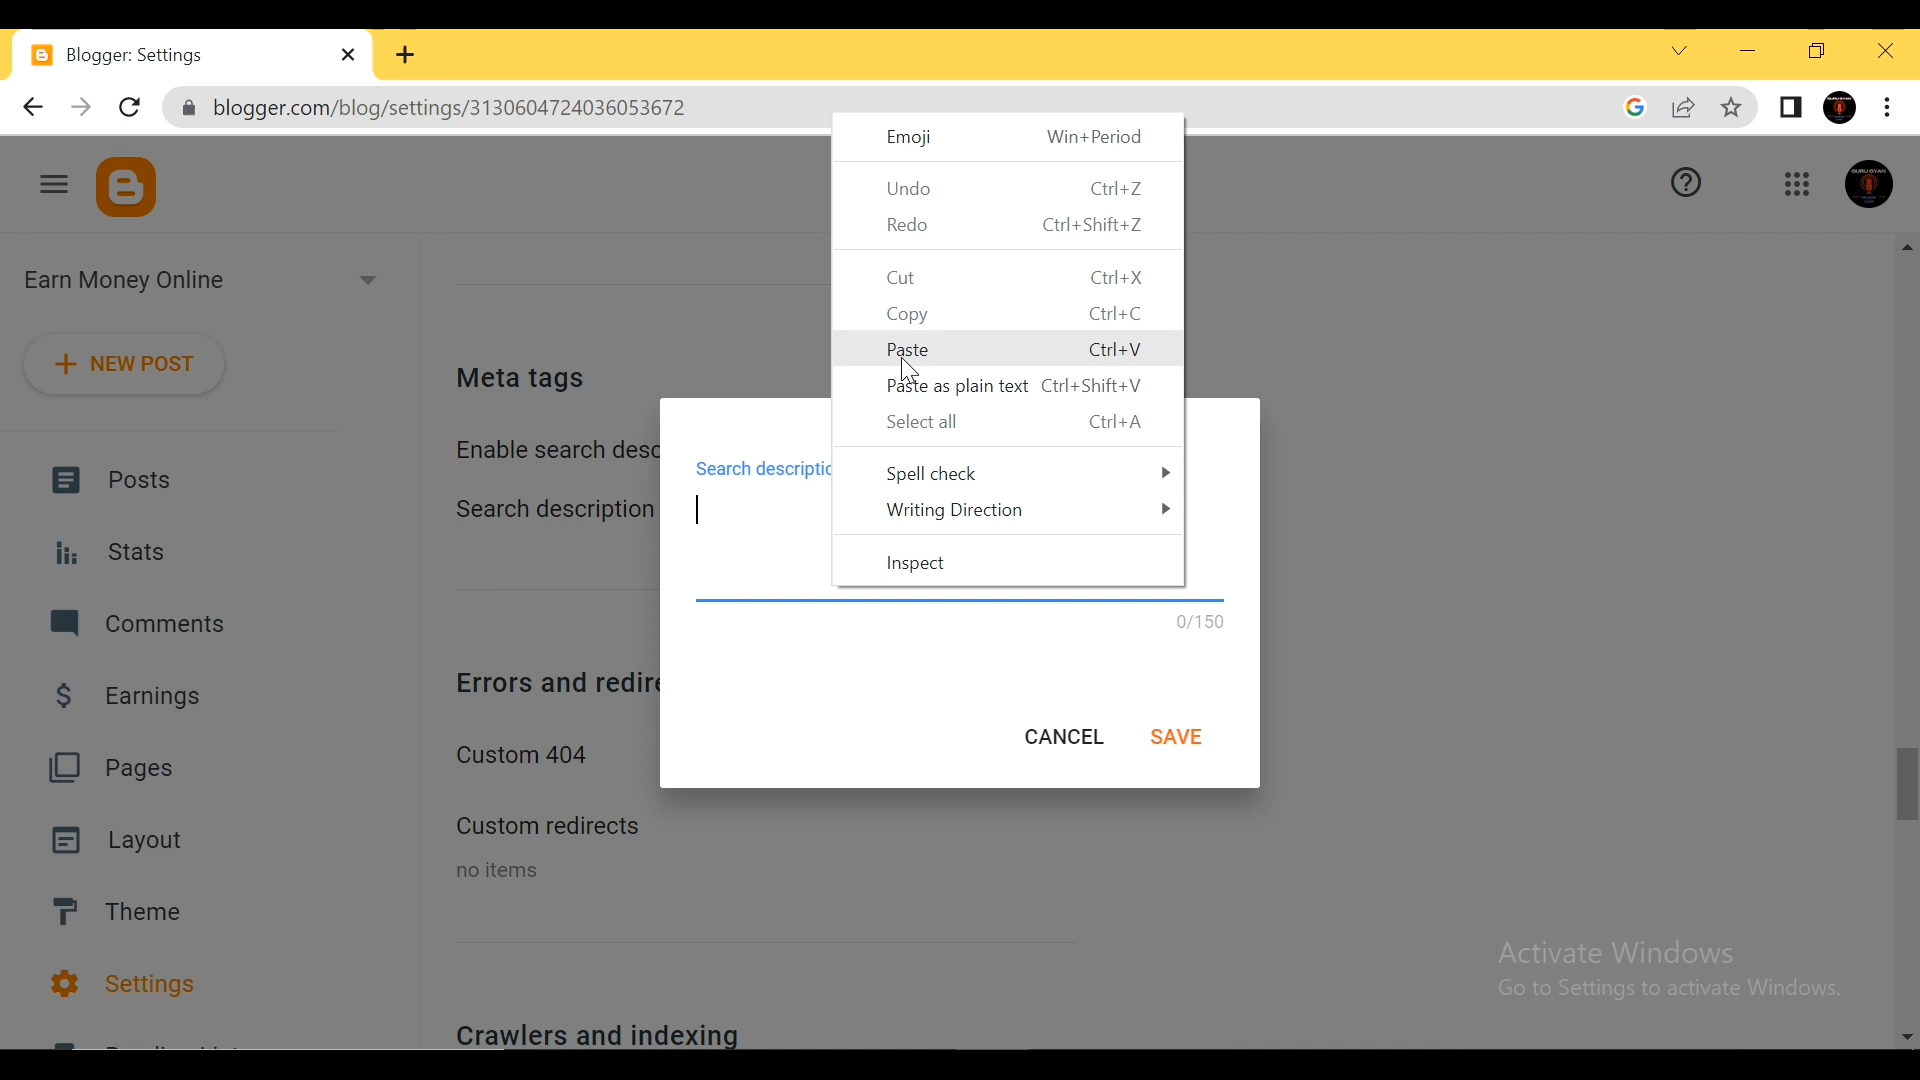 Blogger: Settings
blogger.com/blog/settings/3130604724036053672
Earn Money Online
NEW POST
Posts
Stats
Comments
Earnings
Pages
Layout
Theme
Settings
Meta tags
Enable search desc
Search description
Errors and redire
Custom 404
Custom redirects
no items
Crawlers and indexing
Search descriptio
0/150
CANCEL SAVE
Emoji Win+Period
Undo Ctrl+Z
Redo Ctrl+Shift+Z
Cut Ctrl+X
Copy Ctrl+C
Paste Ctrl+V
Paste as plain text Ctrl+Shift+V
Select all Ctrl+A
Spell check
Writing Direction
Inspect
Activate Windows
Go to Settings to activate Windows.